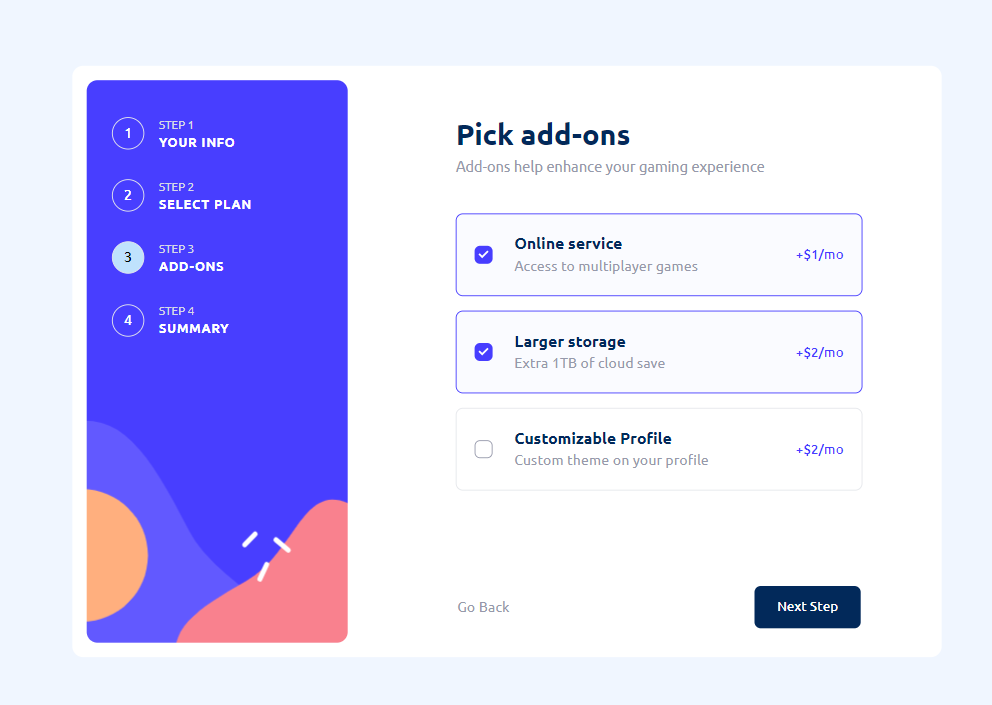 1
STEP 1
YOUR INFO
2
STEP 2
SELECT PLAN
3
STEP 3
ADD-ONS
4
STEP 4
SUMMARY
Pick add-ons
Add-ons help enhance your gaming experience
Online service
Access to multiplayer games
+$1/mo
Larger storage
Extra 1TB of cloud save
+$2/mo
Customizable Profile
Custom theme on your profile
+$2/mo
Go Back
Next Step